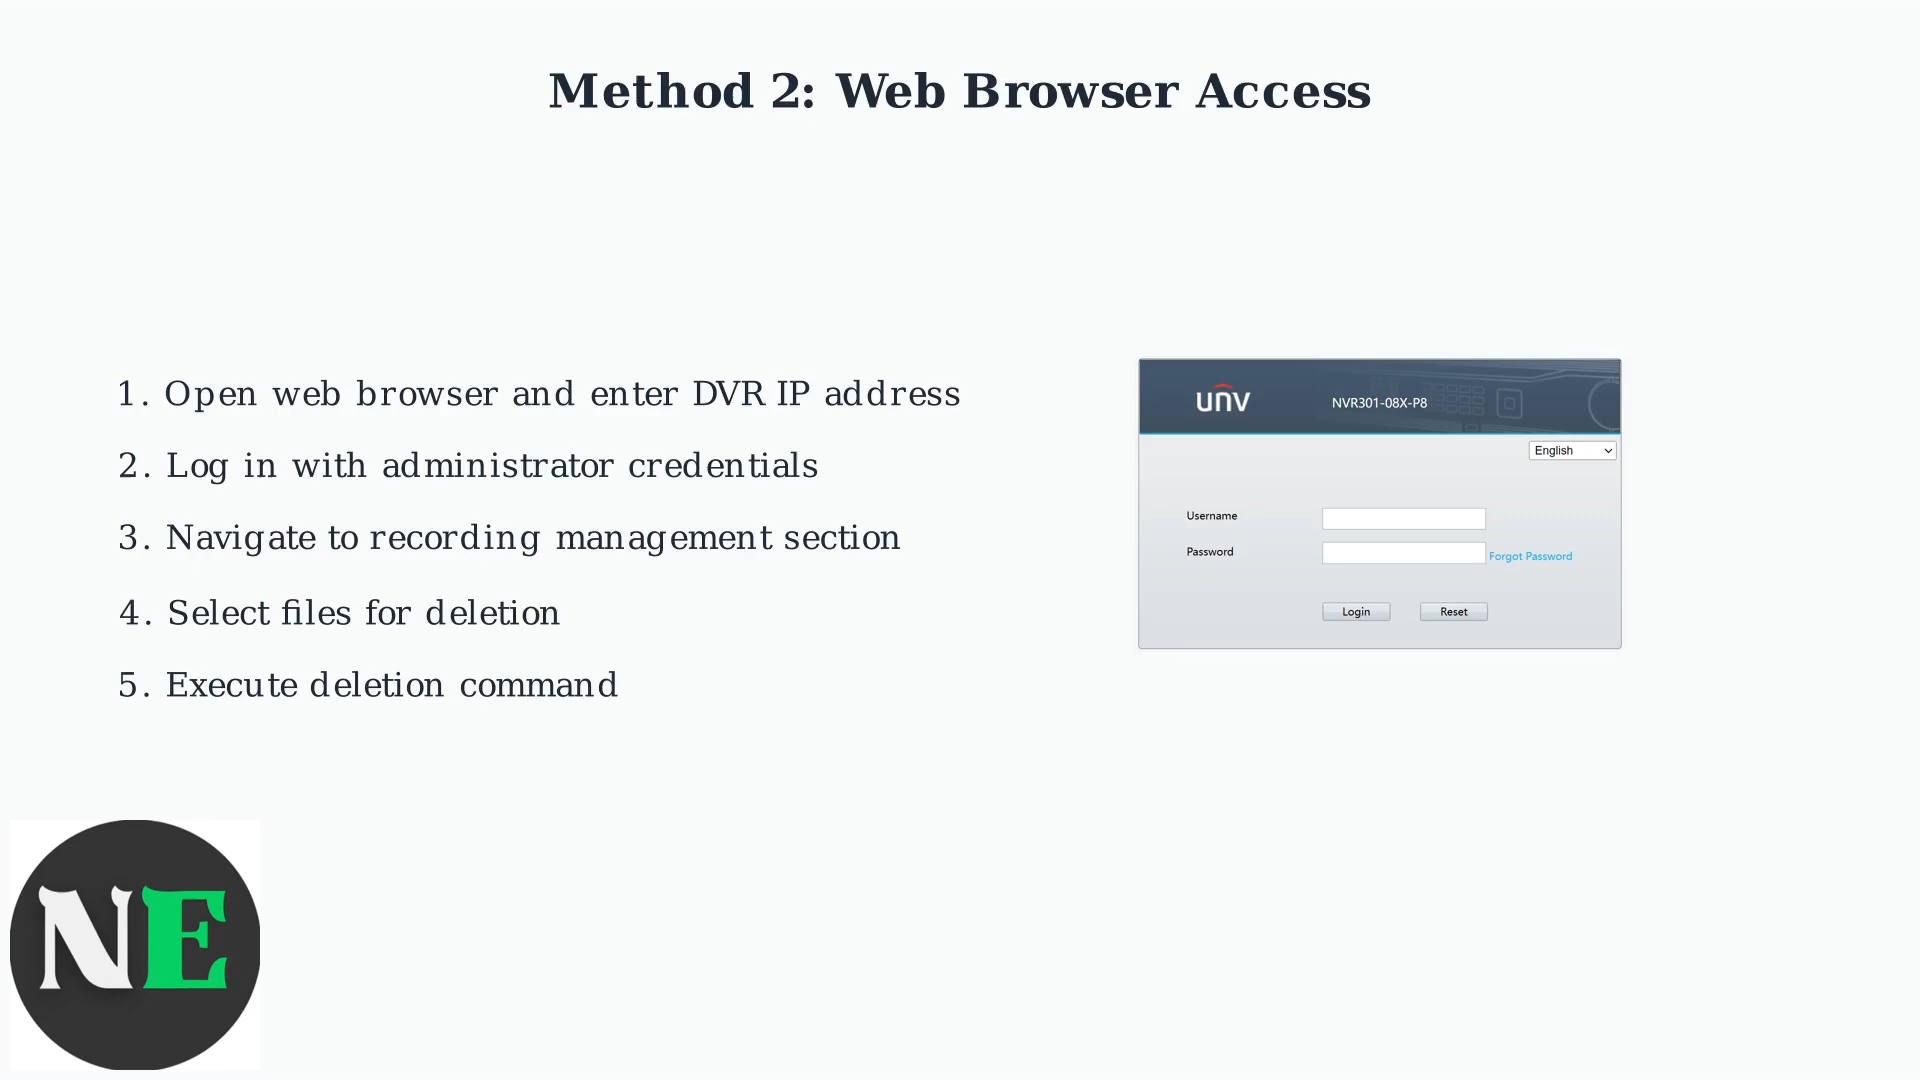 Method 2: Web Browser Access
1. Open web browser and enter DVR IP address
2. Log in with administrator credentials
3. Navigate to recording management section
4. Select files for deletion
5. Execute deletion command
unv
NVR301-08X-P8
English
Username
Password
Forgot Password
Login
Reset
NE